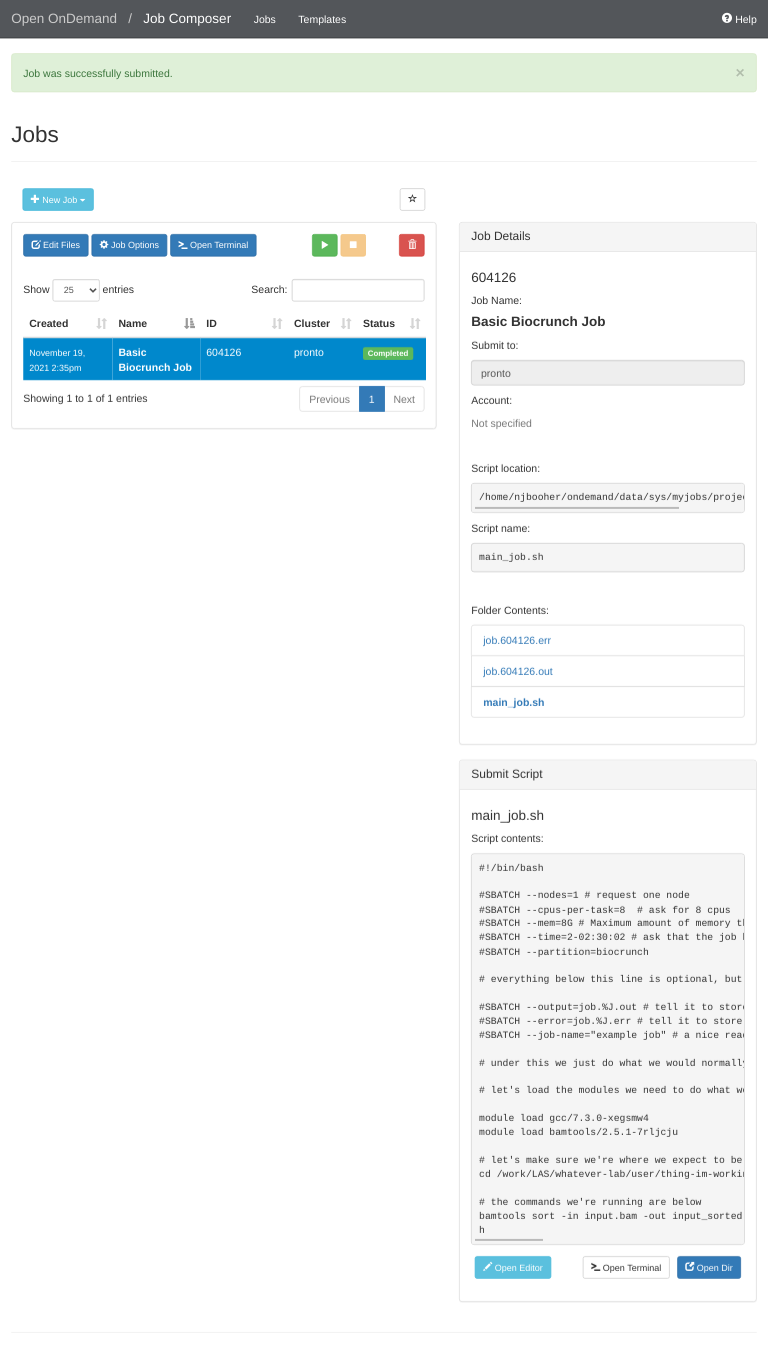 Open OnDemand / Job Composer Jobs Templates Help
Job was successfully submitted. ×
Jobs
New Job
Edit Files Job Options Open Terminal
Show 25 entries Search:
Created Name ID Cluster Status
November 19, 2021 2:35pm Basic Biocrunch Job 604126 pronto Completed
Showing 1 to 1 of 1 entries Previous 1 Next
Job Details
604126
Job Name:
Basic Biocrunch Job
Submit to:
pronto
Account:
Not specified
Script location:
/home/njbooher/ondemand/data/sys/myjobs/projec
Script name:
main_job.sh
Folder Contents:
job.604126.err
job.604126.out
main_job.sh
Submit Script
main_job.sh
Script contents:
#!/bin/bash
#SBATCH --nodes=1 # request one node
#SBATCH --cpus-per-task=8  # ask for 8 cpus
#SBATCH --mem=8G # Maximum amount of memory th
#SBATCH --time=2-02:30:02 # ask that the job
#SBATCH --partition=biocrunch
# everything below this line is optional, but
#SBATCH --output=job.%J.out # tell it to store
#SBATCH --error=job.%J.err # tell it to store
#SBATCH --job-name="example job" # a nice read
# under this we just do what we would normally
# let's load the modules we need to do what we
module load gcc/7.3.0-xegsmw4
module load bamtools/2.5.1-7rljcju
# let's make sure we're where we expect to be
cd /work/LAS/whatever-lab/user/thing-im-workin
# the commands we're running are below
bamtools sort -in input.bam -out input_sorted
h
Open Editor Open Terminal Open Dir